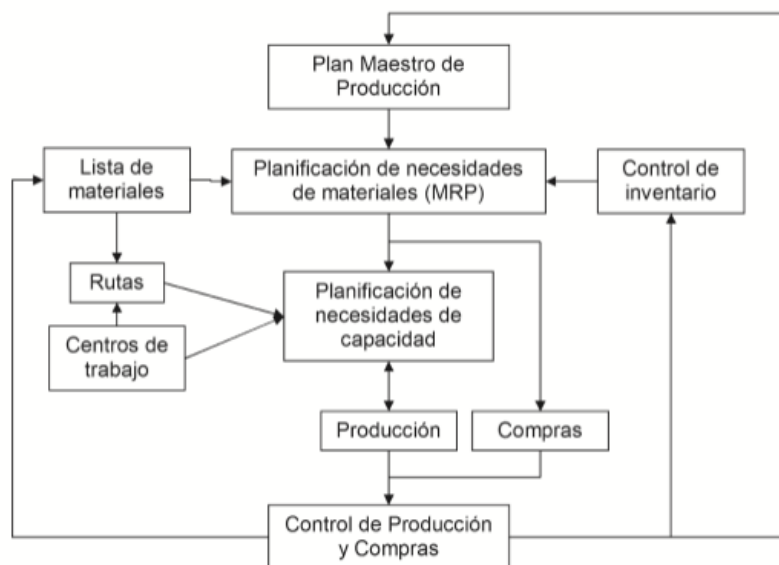 Plan Maestro de
Producción
Lista de
materiales
Planificación de necesidades
de materiales (MRP)
Control de
inventario
Rutas
Centros de
trabajo
Planificación de
necesidades de
capacidad
Producción
Compras
Control de Producción
y Compras